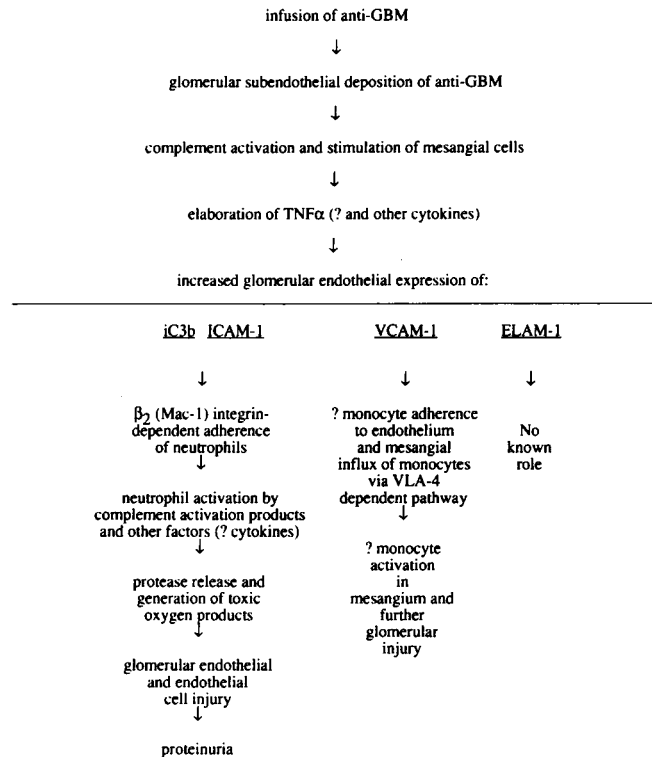 infusion of anti-GBM
↓
glomerular subendothelial deposition of anti-GBM
↓
complement activation and stimulation of mesangial cells
↓
elaboration of TNFα (? and other cytokines)
↓
increased glomerular endothelial expression of:
iC3b ICAM-1
↓
β2 (Mac-1) integrin-
dependent adherence
of neutrophils
↓
neutrophil activation by
complement activation products
and other factors (? cytokines)
↓
protease release and
generation of toxic
oxygen products
↓
glomerular endothelial
and endothelial
cell injury
↓
proteinuria
VCAM-1
↓
? monocyte adherence
to endothelium
and mesangial
influx of monocytes
via VLA-4
dependent pathway
↓
? monocyte
activation
in
mesangium and
further
glomerular
injury
ELAM-1
↓
No
known
role